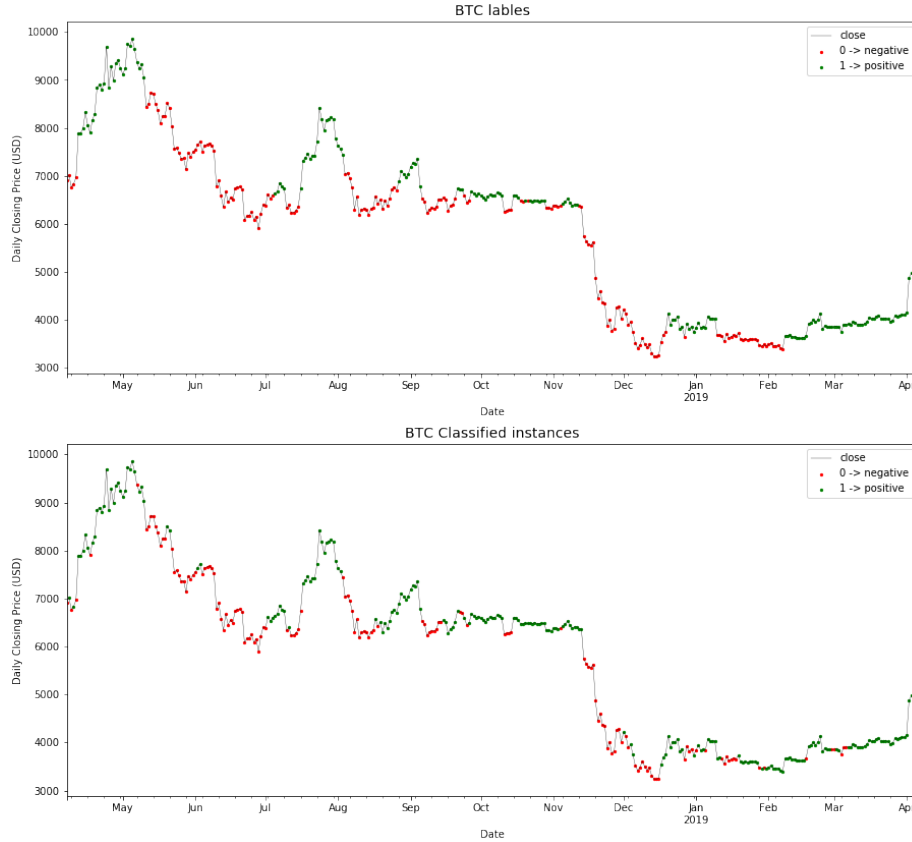 BTC lables
10000
9000
8000
7000
6000
5000
4000
3000
Daily Closing Price (USD)
close
0 -> negative
1 -> positive
May Jun Jul Aug Sep Oct Nov Dec Jan Feb Mar Apr
2019
Date
BTC Classified instances
10000
9000
8000
7000
6000
5000
4000
3000
Daily Closing Price (USD)
close
0 -> negative
1 -> positive
May Jun Jul Aug Sep Oct Nov Dec Jan Feb Mar Apr
2019
Date